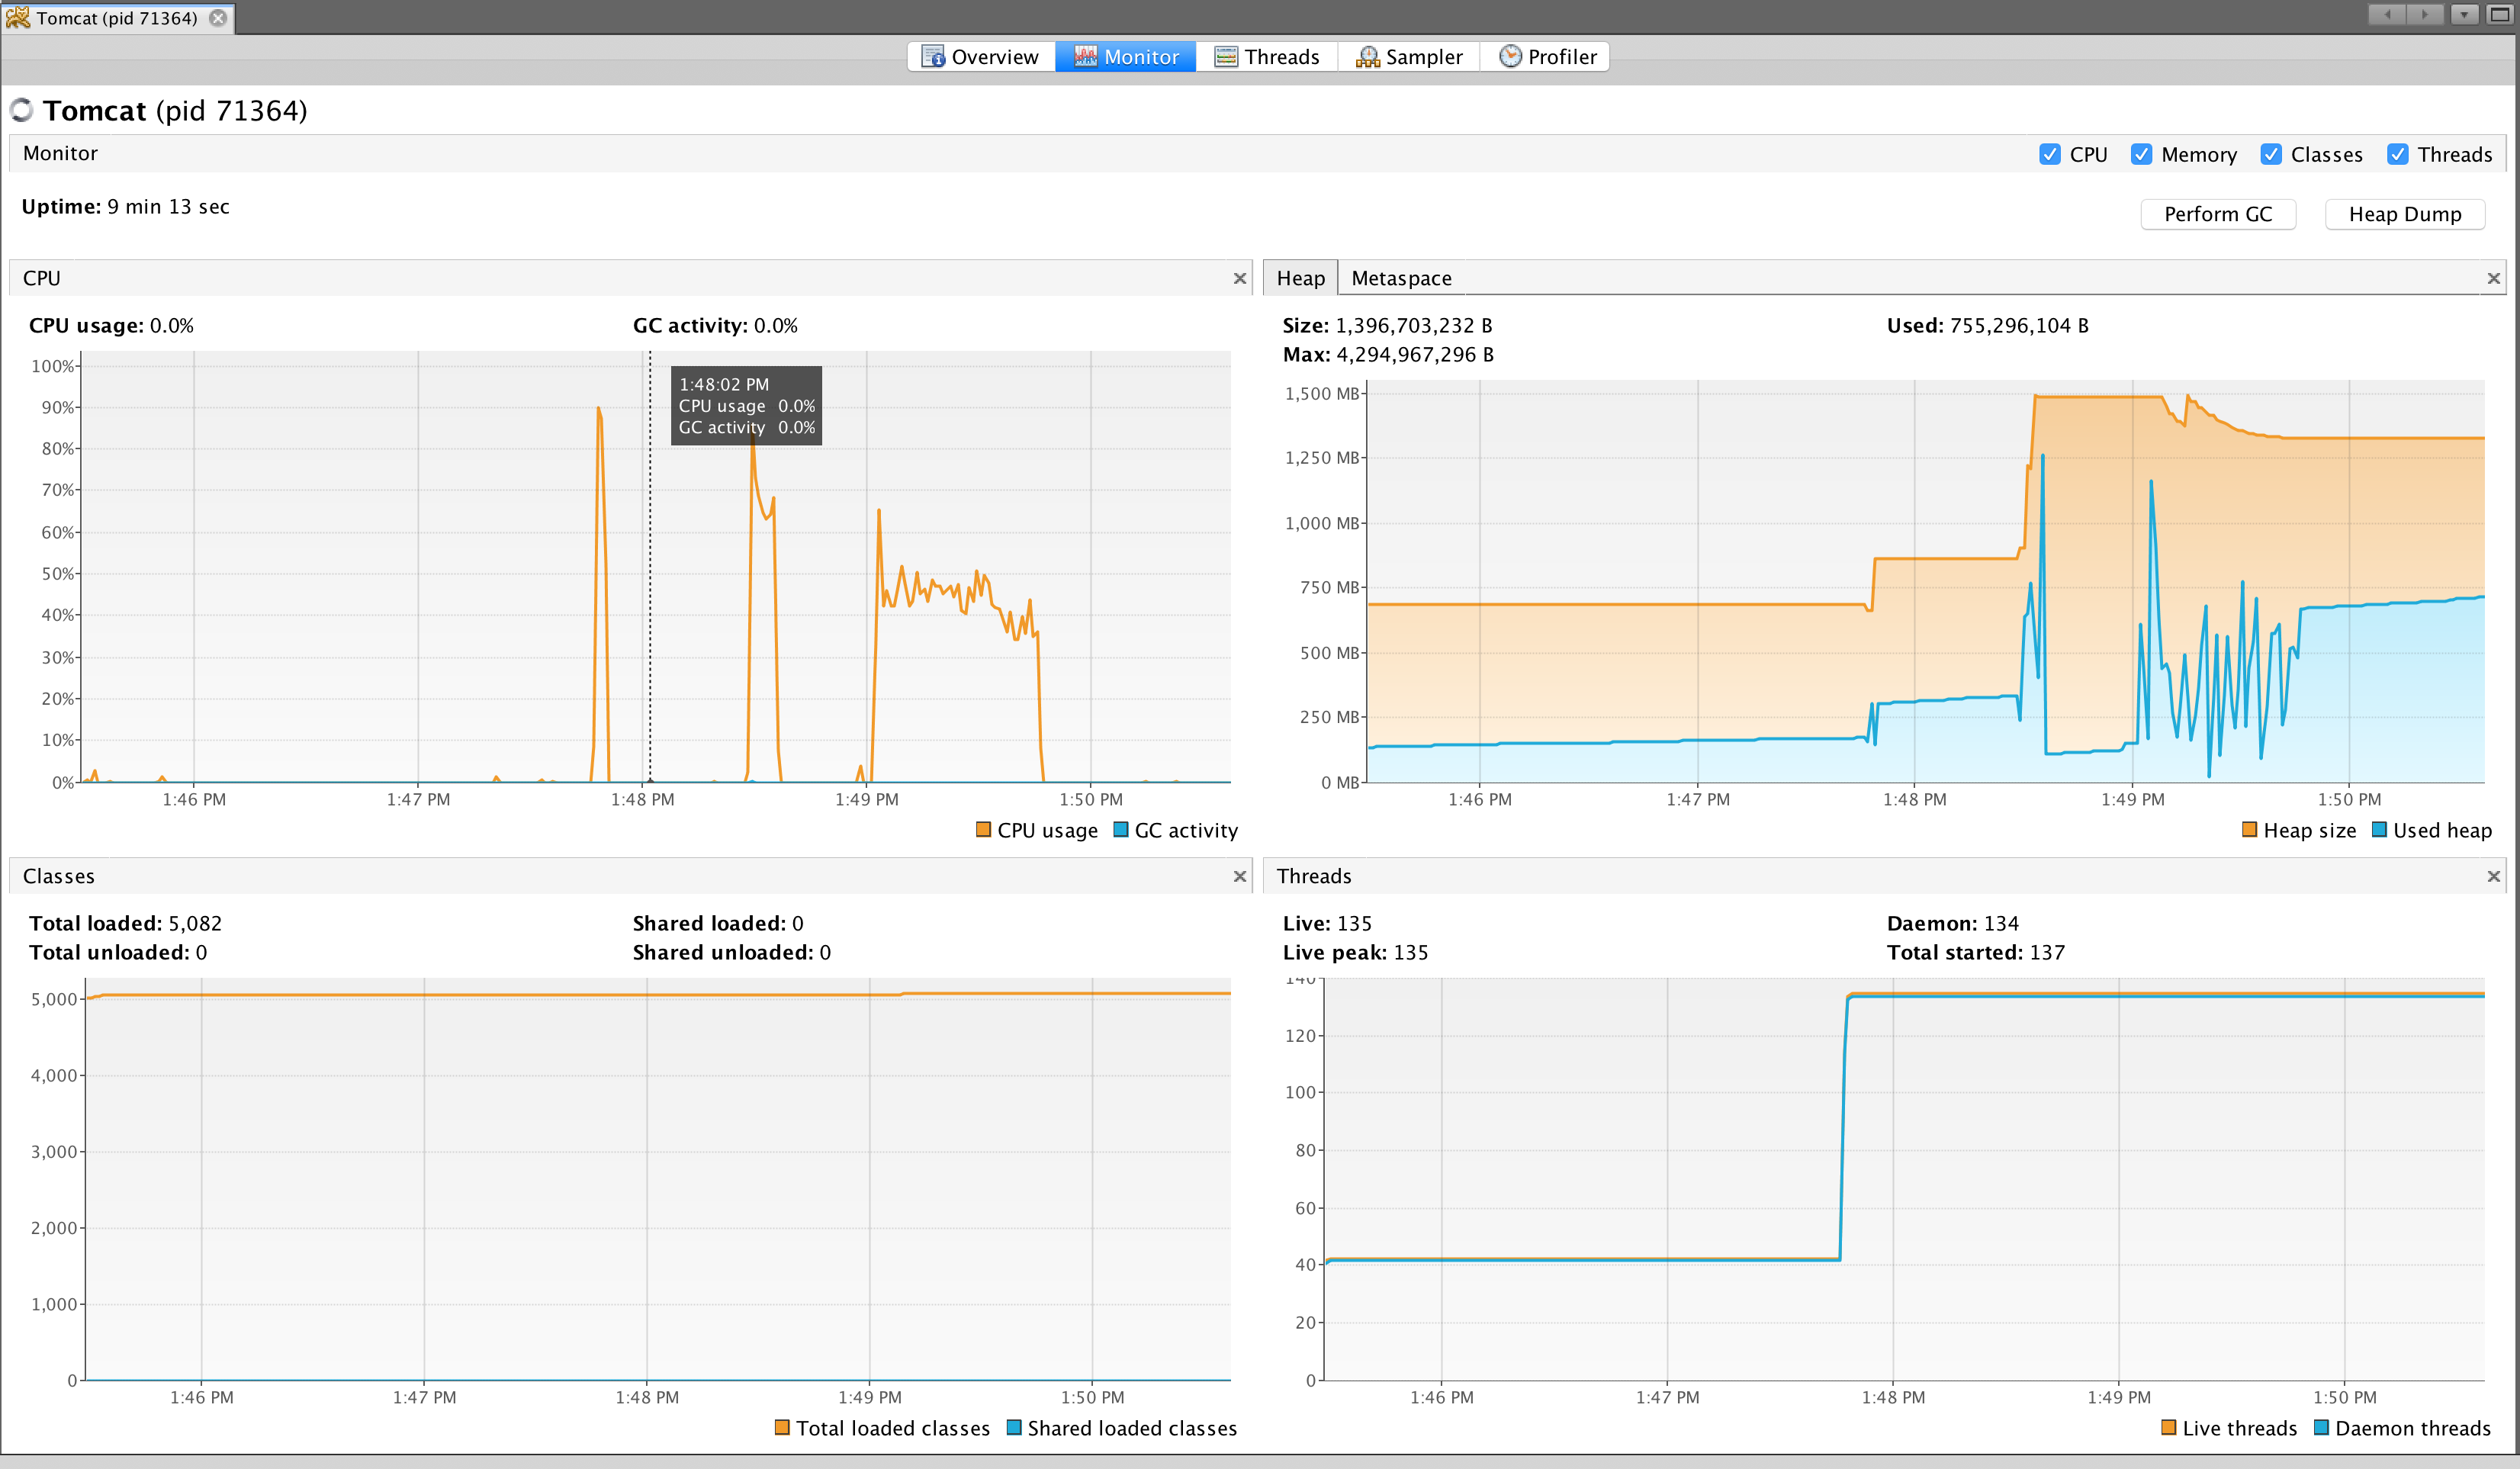 Tomcat (pid 71364)
Overview Monitor Threads Sampler Profiler
Tomcat (pid 71364)
Monitor
CPU Memory Classes Threads
Uptime: 9 min 13 sec
Perform GC Heap Dump
CPU
CPU usage: 0.0% GC activity: 0.0%
100%
90%
80%
70%
60%
50%
40%
30%
20%
10%
0%
1:48:02 PM
CPU usage 0.0%
GC activity 0.0%
1:46 PM 1:47 PM 1:48 PM 1:49 PM 1:50 PM
CPU usage GC activity
Heap Metaspace
Size: 1,396,703,232 B Used: 755,296,104 B
Max: 4,294,967,296 B
1,500 MB
1,250 MB
1,000 MB
750 MB
500 MB
250 MB
0 MB
1:46 PM 1:47 PM 1:48 PM 1:49 PM 1:50 PM
Heap size Used heap
Classes
Total loaded: 5,082 Shared loaded: 0
Total unloaded: 0 Shared unloaded: 0
5,000
4,000
3,000
2,000
1,000
0
1:46 PM 1:47 PM 1:48 PM 1:49 PM 1:50 PM
Total loaded classes Shared loaded classes
Threads
Live: 135 Daemon: 134
Live peak: 135 Total started: 137
140
120
100
80
60
40
20
0
1:46 PM 1:47 PM 1:48 PM 1:49 PM 1:50 PM
Live threads Daemon threads